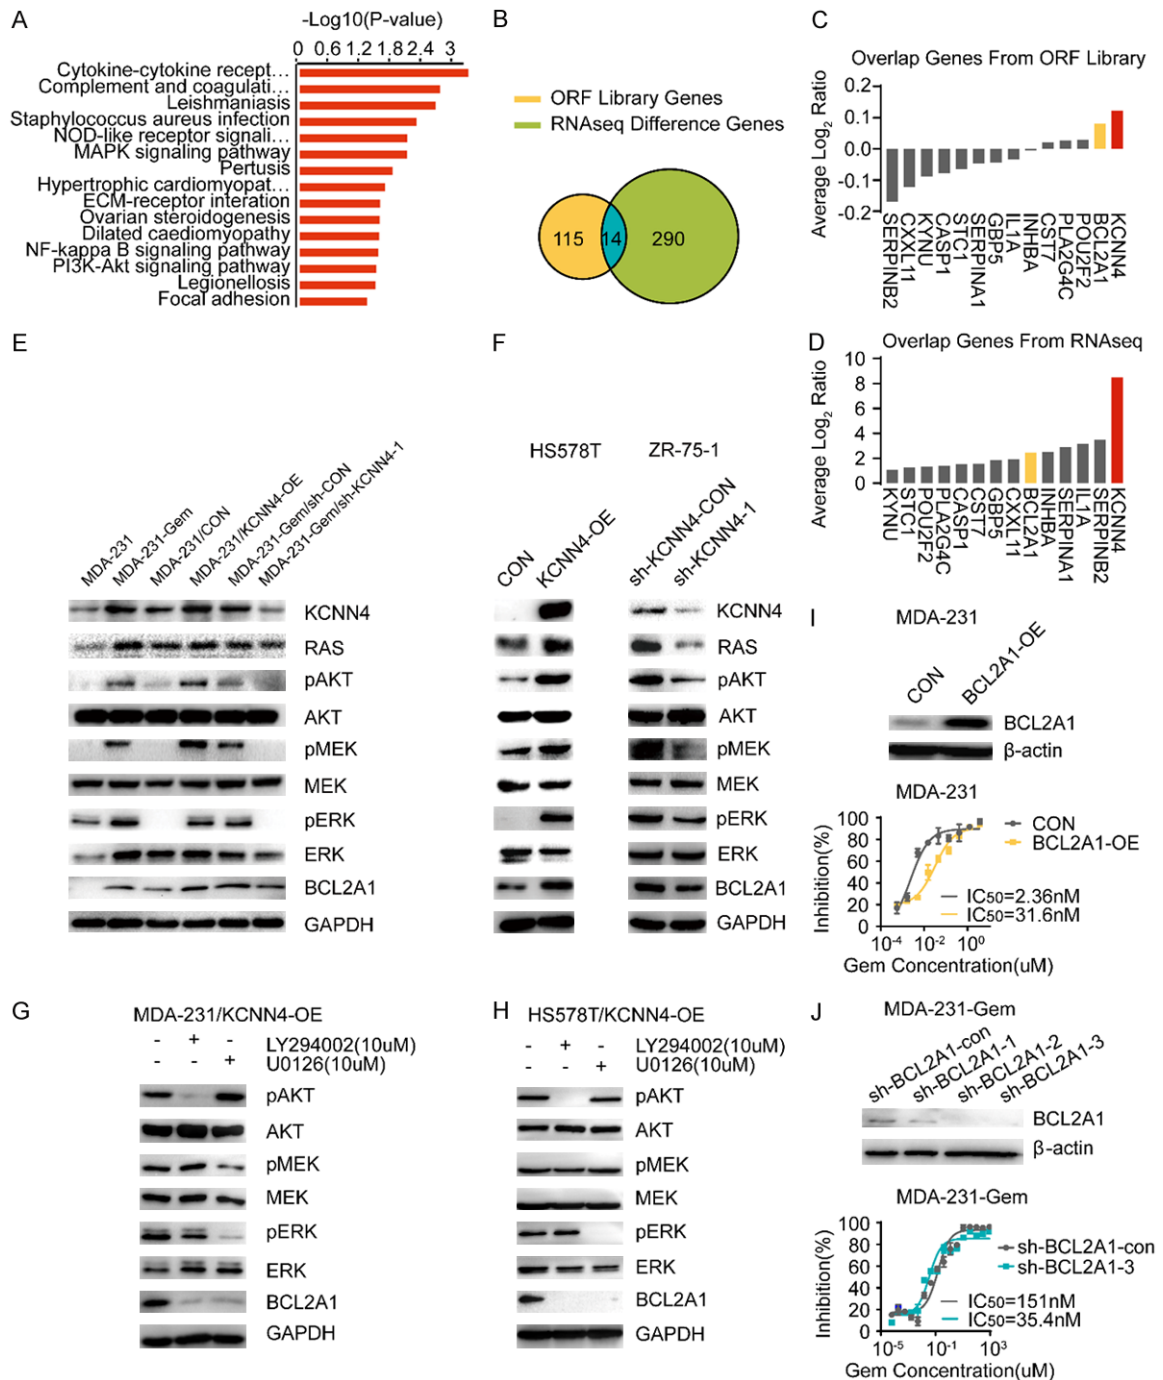 A
-Log10(P-value)
0 0.6 1.2 1.8 2.4 3
Cytokine-cytokine recept…
Complement and coagulati…
Leishmaniasis
Staphylococcus aureus infection
NOD-like receptor signali…
MAPK signaling pathway
Pertusis
Hypertrophic cardiomyopat…
ECM-receptor interation
Ovarian steroidogenesis
Dilated caediomyopathy
NF-kappa B signaling pathway
PI3K-Akt signaling pathway
Legionellosis
Focal adhesion
B
ORF Library Genes
RNAseq Difference Genes
115 14 290
C
Overlap Genes From ORF Library
Average Log2 Ratio
0.2
0.1
0.0
-0.1
-0.2
SERPINB2
CXXL11
KYNU
CASP1
STC1
SERPINA1
GBP5
IL1A
INHBA
CST7
PLA2G4C
POU2F2
BCL2A1
KCNN4
D
Overlap Genes From RNAseq
Average Log2 Ratio
10
8
6
4
2
0
KYNU
STC1
POU2F2
PLA2G4C
CASP1
CST7
GBP5
CXXL11
BCL2A1
INHBA
SERPINA1
IL1A
SERPINB2
KCNN4
E
MDA-231
MDA-231-Gem
MDA-231/CON
MDA-231/KCNN4-OE
MDA-231-Gem/sh-CON
MDA-231-Gem/sh-KCNN4-1
KCNN4
RAS
pAKT
AKT
pMEK
MEK
pERK
ERK
BCL2A1
GAPDH
F
HS578T ZR-75-1
CON
KCNN4-OE
sh-KCNN4-CON
sh-KCNN4-1
KCNN4
RAS
pAKT
AKT
pMEK
MEK
pERK
ERK
BCL2A1
GAPDH
G
MDA-231/KCNN4-OE
- + - LY294002(10uM)
- - + U0126(10uM)
pAKT
AKT
pMEK
MEK
pERK
ERK
BCL2A1
GAPDH
H
HS578T/KCNN4-OE
- + - LY294002(10uM)
- - + U0126(10uM)
pAKT
AKT
pMEK
MEK
pERK
ERK
BCL2A1
GAPDH
I
MDA-231
CON
BCL2A1-OE
BCL2A1
β-actin
MDA-231
Inhibition(%)
100
80
60
40
20
0
CON
BCL2A1-OE
IC50=2.36nM
IC50=31.6nM
10-4 10-2 100
Gem Concentration(uM)
J
MDA-231-Gem
sh-BCL2A1-con
sh-BCL2A1-1
sh-BCL2A1-2
sh-BCL2A1-3
BCL2A1
β-actin
MDA-231-Gem
Inhibition(%)
100
80
60
40
20
0
sh-BCL2A1-con
sh-BCL2A1-3
IC50=151nM
IC50=35.4nM
10-5 10-1 103
Gem Concentration(uM)